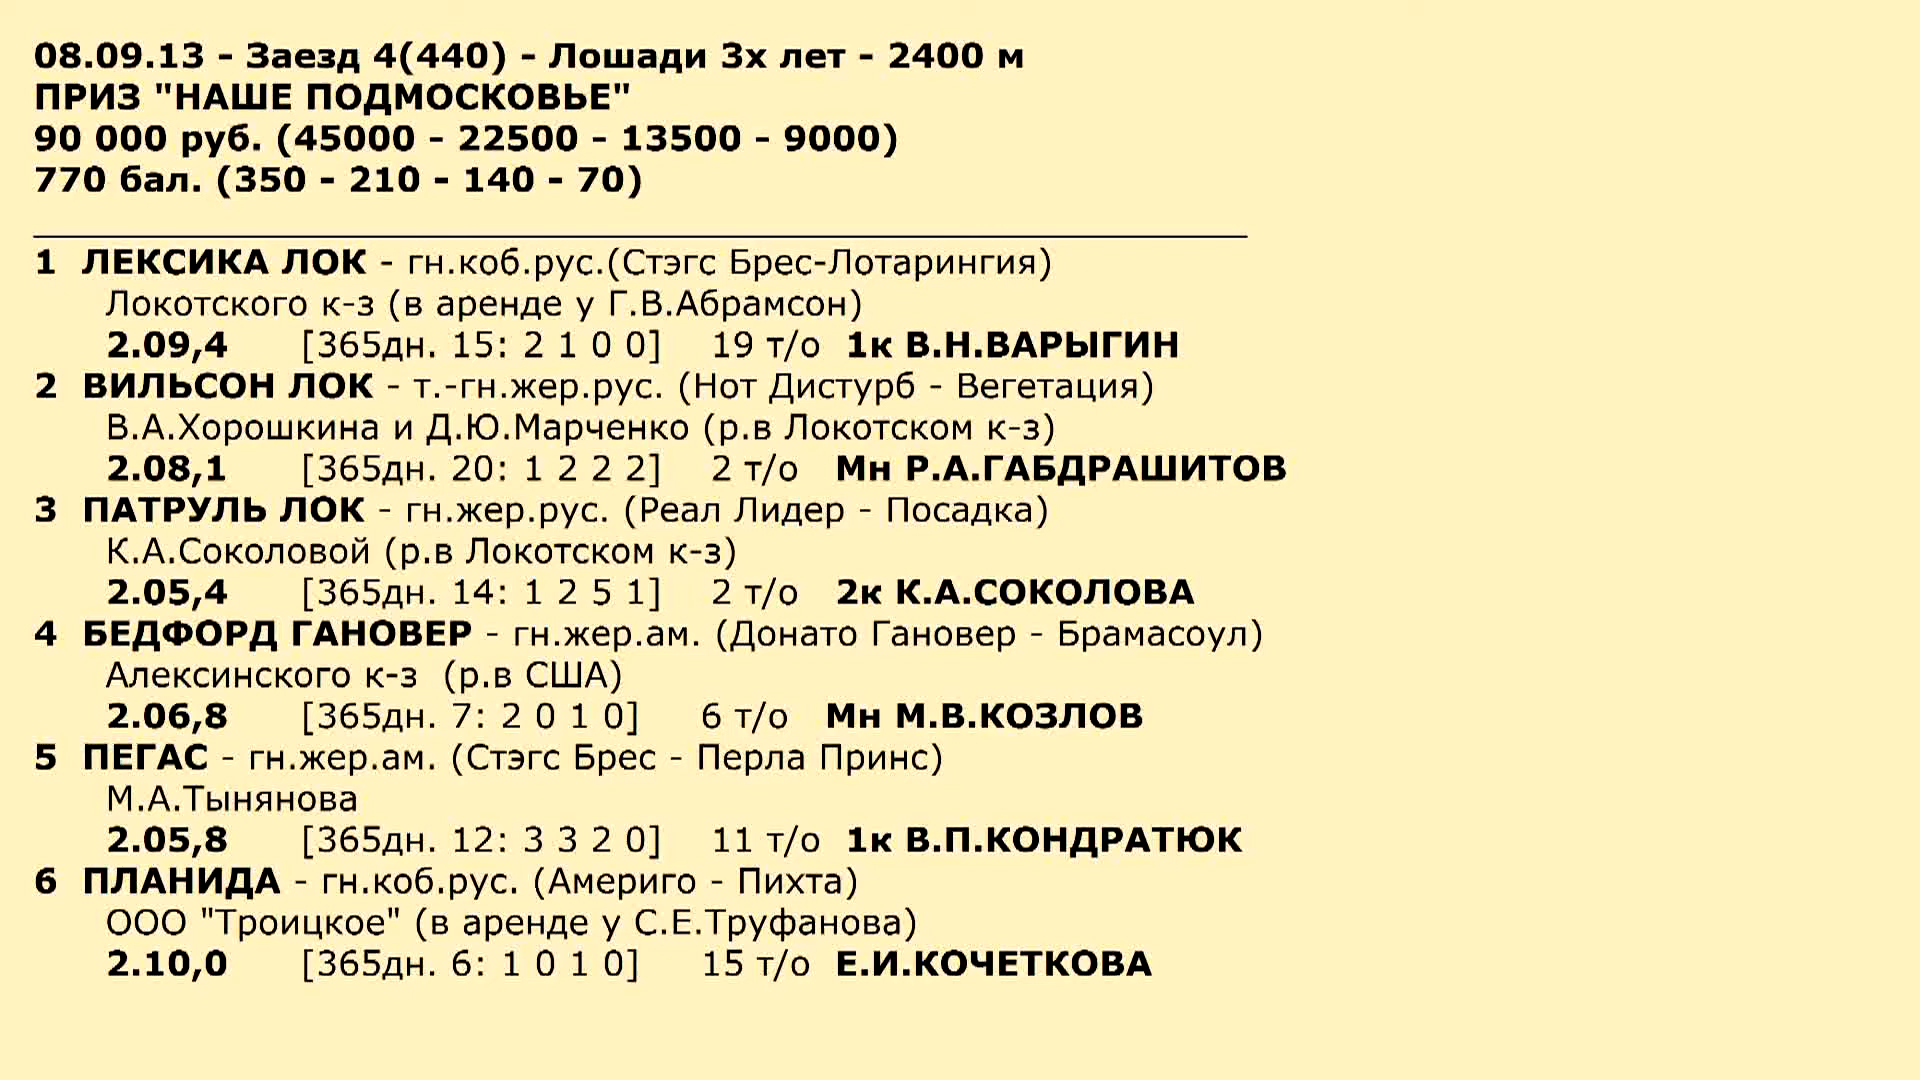 08.09.13 - Заезд 4(440) - Лошади 3х лет - 2400 м
ПРИЗ "НАШЕ ПОДМОСКОВЬЕ"
90 000 руб. (45000 - 22500 - 13500 - 9000)
770 бал. (350 - 210 - 140 - 70)
1 ЛЕКСИКА ЛОК - гн.коб.рус.(Стэгс Брес-Лотарингия)
Локотского к-з (в аренде у Г.В.Абрамсон)
2.09,4 [365дн. 15: 2 1 0 0] 19 т/о 1к В.Н.ВАРЫГИН
2 ВИЛЬСОН ЛОК - т.-гн.жер.рус. (Нот Дистурб - Вегетация)
В.А.Хорошкина и Д.Ю.Марченко (р.в Локотском к-з)
2.08,1 [365дн. 20: 1 2 2 2] 2 т/о Мн Р.А.ГАБДРАШИТОВ
3 ПАТРУЛЬ ЛОК - гн.жер.рус. (Реал Лидер - Посадка)
К.А.Соколовой (р.в Локотском к-з)
2.05,4 [365дн. 14: 1 2 5 1] 2 т/о 2к К.А.СОКОЛОВА
4 БЕДФОРД ГАНОВЕР - гн.жер.ам. (Донато Гановер - Брамасоул)
Алексинского к-з (р.в США)
2.06,8 [365дн. 7: 2 0 1 0] 6 т/о Мн М.В.КОЗЛОВ
5 ПЕГАС - гн.жер.ам. (Стэгс Брес - Перла Принс)
М.А.Тынянова
2.05,8 [365дн. 12: 3 3 2 0] 11 т/о 1к В.П.КОНДРАТЮК
6 ПЛАНИДА - гн.коб.рус. (Америго - Пихта)
ООО "Троицкое" (в аренде у С.Е.Труфанова)
2.10,0 [365дн. 6: 1 0 1 0] 15 т/о Е.И.КОЧЕТКОВА